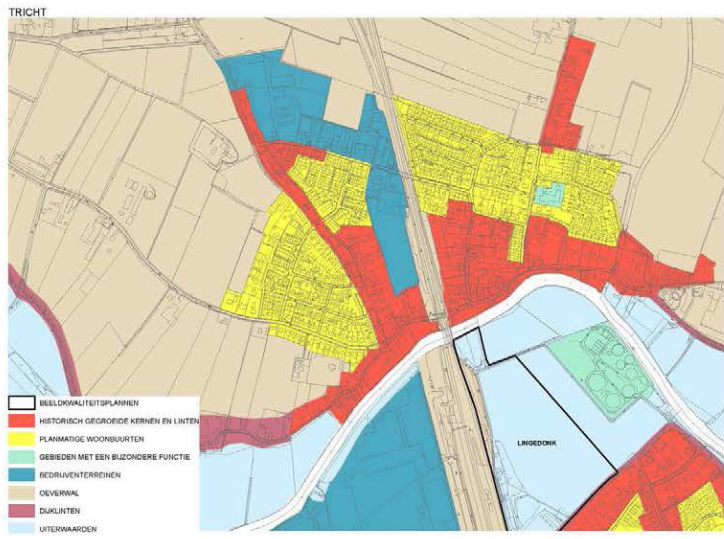 TRICHT
LINGEDONK
BEELDKWALITEITSPLANNEN
HISTORISCH GEGROEIDE KERNEN EN LINTEN
PLANMATIGE WOONBUURTEN
GEBIEDEN MET EEN BIJZONDERE FUNCTIE
BEDRIJVENTERREINEN
OEVERWAL
DIJKLINTEN
UITERWAARDEN